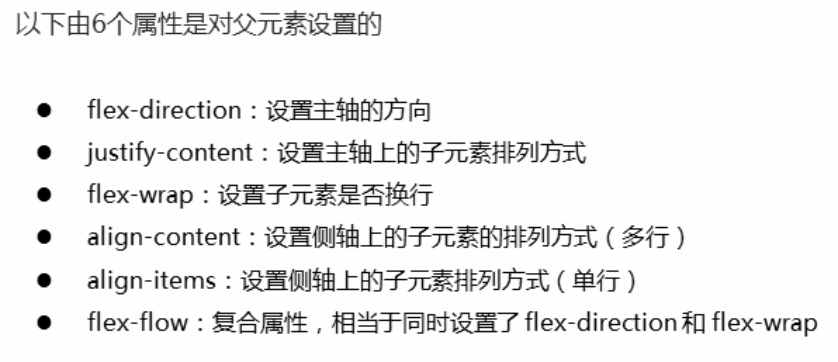 以下由6个属性是对父元素设置的
● flex-direction：设置主轴的方向
● justify-content：设置主轴上的子元素排列方式
● flex-wrap：设置子元素是否换行
● align-content：设置侧轴上的子元素的排列方式（多行）
● align-items：设置侧轴上的子元素排列方式（单行）
● flex-flow：复合属性，相当于同时设置了 flex-direction 和 flex-wrap